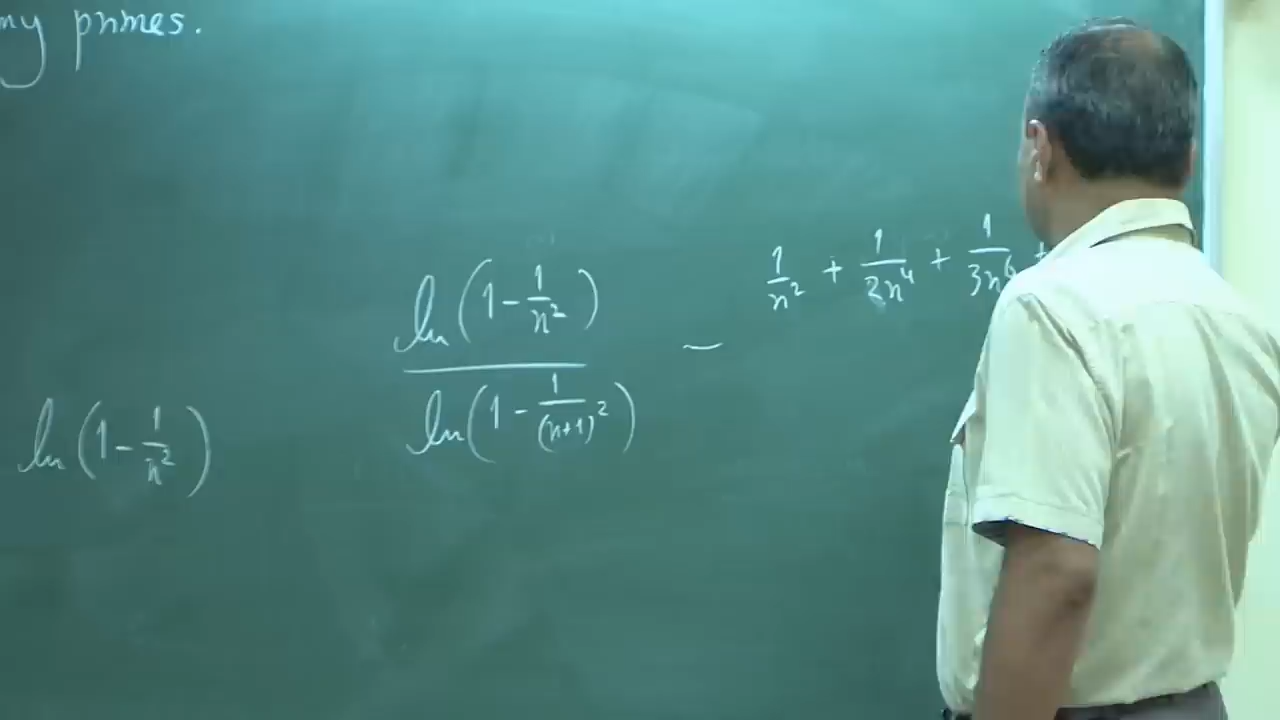 my primes.
ln(1 - 1/n²) / ln(1 - 1/(n+1)²) - 1/n² + 1/2n⁴ + 1/3n⁶ +
ln(1 - 1/n²)